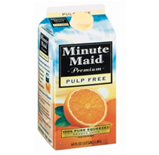 Minute
Maid
Premium
PULP FREE
100% PURE SQUEEZED